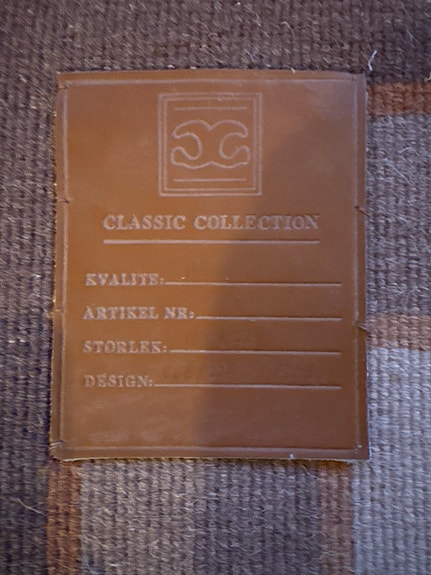 CLASSIC COLLECTION
KVALITE:
ARTIKEL NR:
STORLEK:
DESIGN: